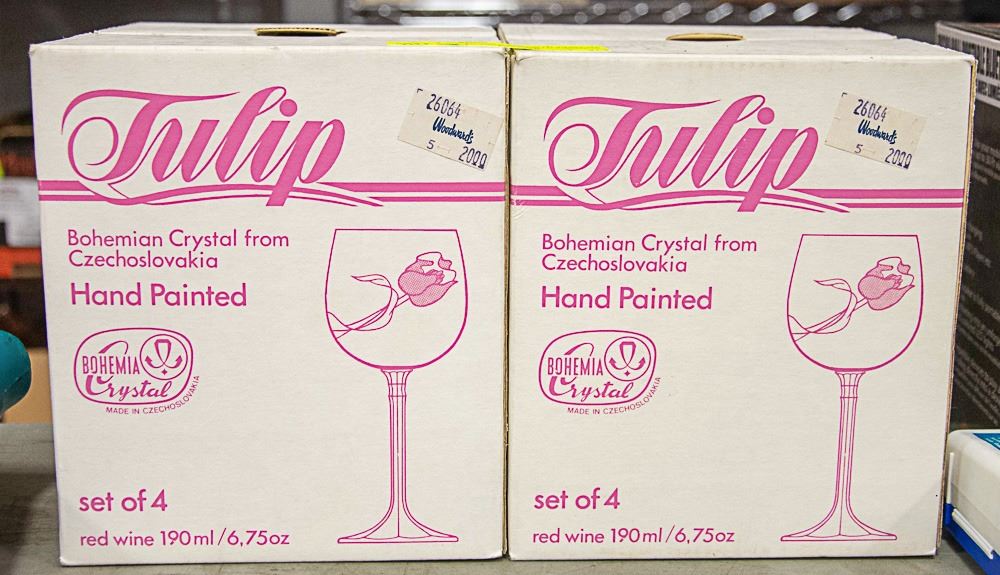 Tulip
26064
Woodward's
5 2000
Bohemian Crystal from
Czechoslovakia
Hand Painted
BOHEMIA
Crystal
MADE IN CZECHOSLOVAKIA
set of 4
red wine 190ml/6,75oz
Tulip
26064
Woodward's
5 2000
Bohemian Crystal from
Czechoslovakia
Hand Painted
BOHEMIA
Crystal
MADE IN CZECHOSLOVAKIA
set of 4
red wine 190ml/6,75oz